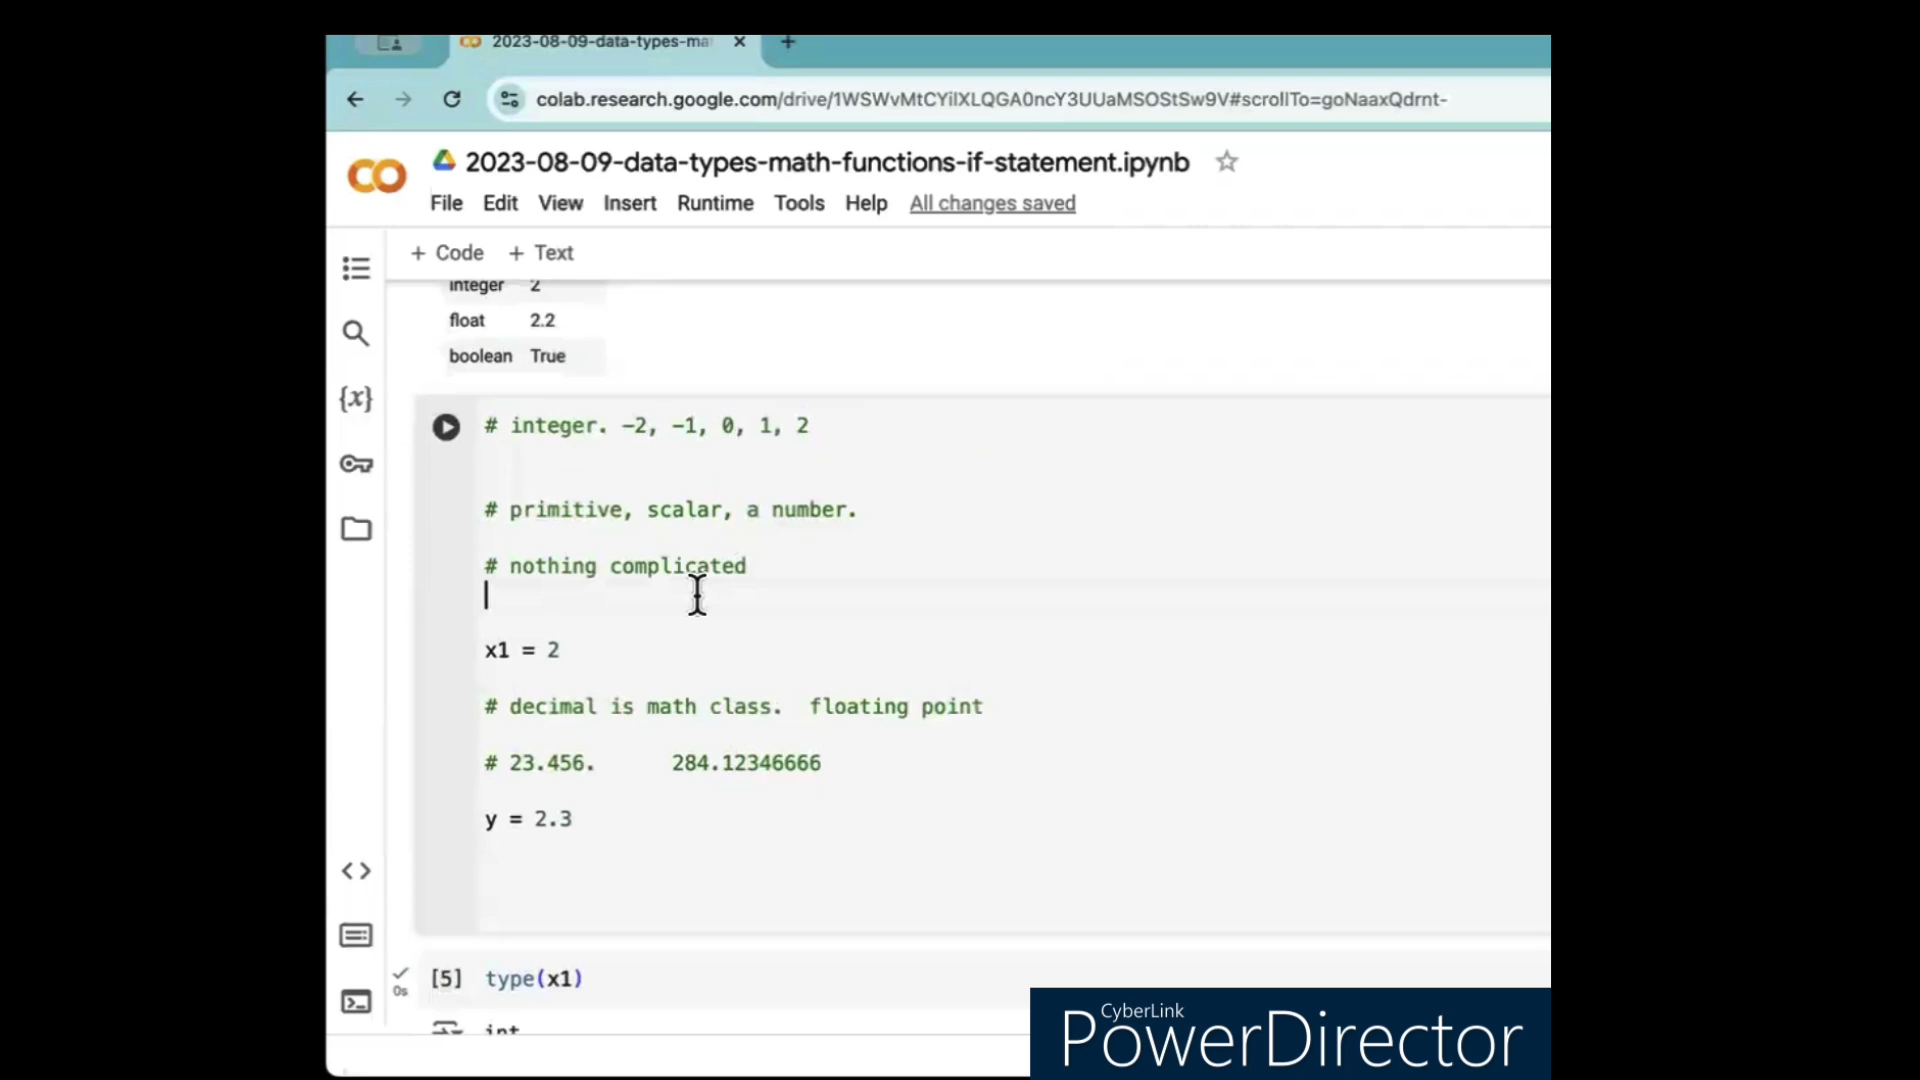 2023-08-09-data-types-ma
colab.research.google.com/drive/1WSWvMtCYilXLQGA0ncY3UUaMSOStSw9V#scrollTo=goNaaxQdrnt-
2023-08-09-data-types-math-functions-if-statement.ipynb
File Edit View Insert Runtime Tools Help All changes saved
+ Code + Text
integer 2
float 2.2
boolean True
# integer. -2, -1, 0, 1, 2
# primitive, scalar, a number.
# nothing complicated
x1 = 2
# decimal is math class. floating point
# 23.456. 284.12346666
y = 2.3
[5] type(x1)
0s
int
CyberLink
PowerDirector